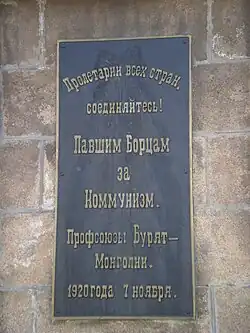 Пролетарии всех стран,
соединяйтесь!
Павшим Борцам
за
Коммунизм.
Профсоюзы Бурят—
Монголии.
1920 года 7 ноября.